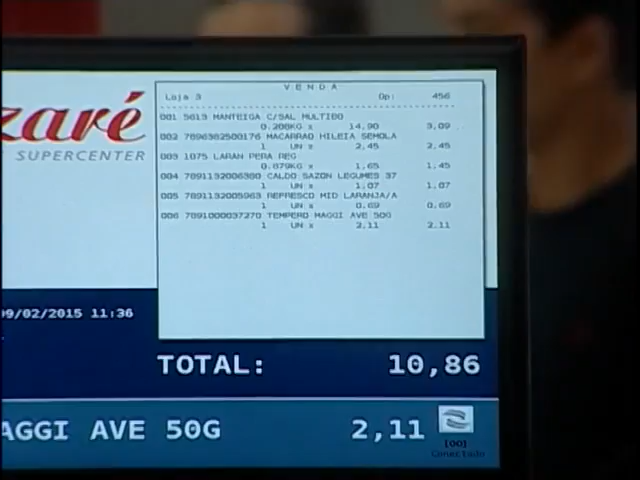 zaré
SUPERCENTER
VENDA
Loja 3 Op: 456
001 5613 MANTEIGA C/SAL MULTIBO
0.208KG x 14,90 3,09
002 7896382500176 MACARRAO HILEIA SEMOLA
1 UN x 2,45 2,45
003 1075 LARAN PERA REG
0.879KG x 1,65 1,45
004 7891132006380 CALDO SAZON LEGUMES 37
1 UN x 1,07 1,07
005 7891132005963 REFRESCO MID LARANJA/A
1 UN x 0,69 0,69
006 7891000037270 TEMPERO MAGGI AVE 50G
1 UN x 2,11 2,11
09/02/2015 11:36
TOTAL: 10,86
AGGI AVE 50G 2,11
[00]
Conectado